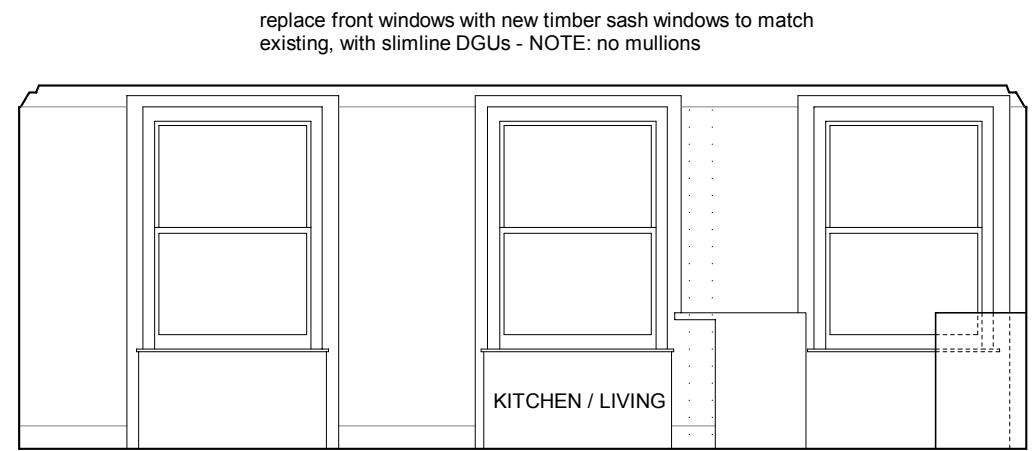 replace front windows with new timber sash windows to match
existing, with slimline DGUs - NOTE: no mullions
KITCHEN / LIVING